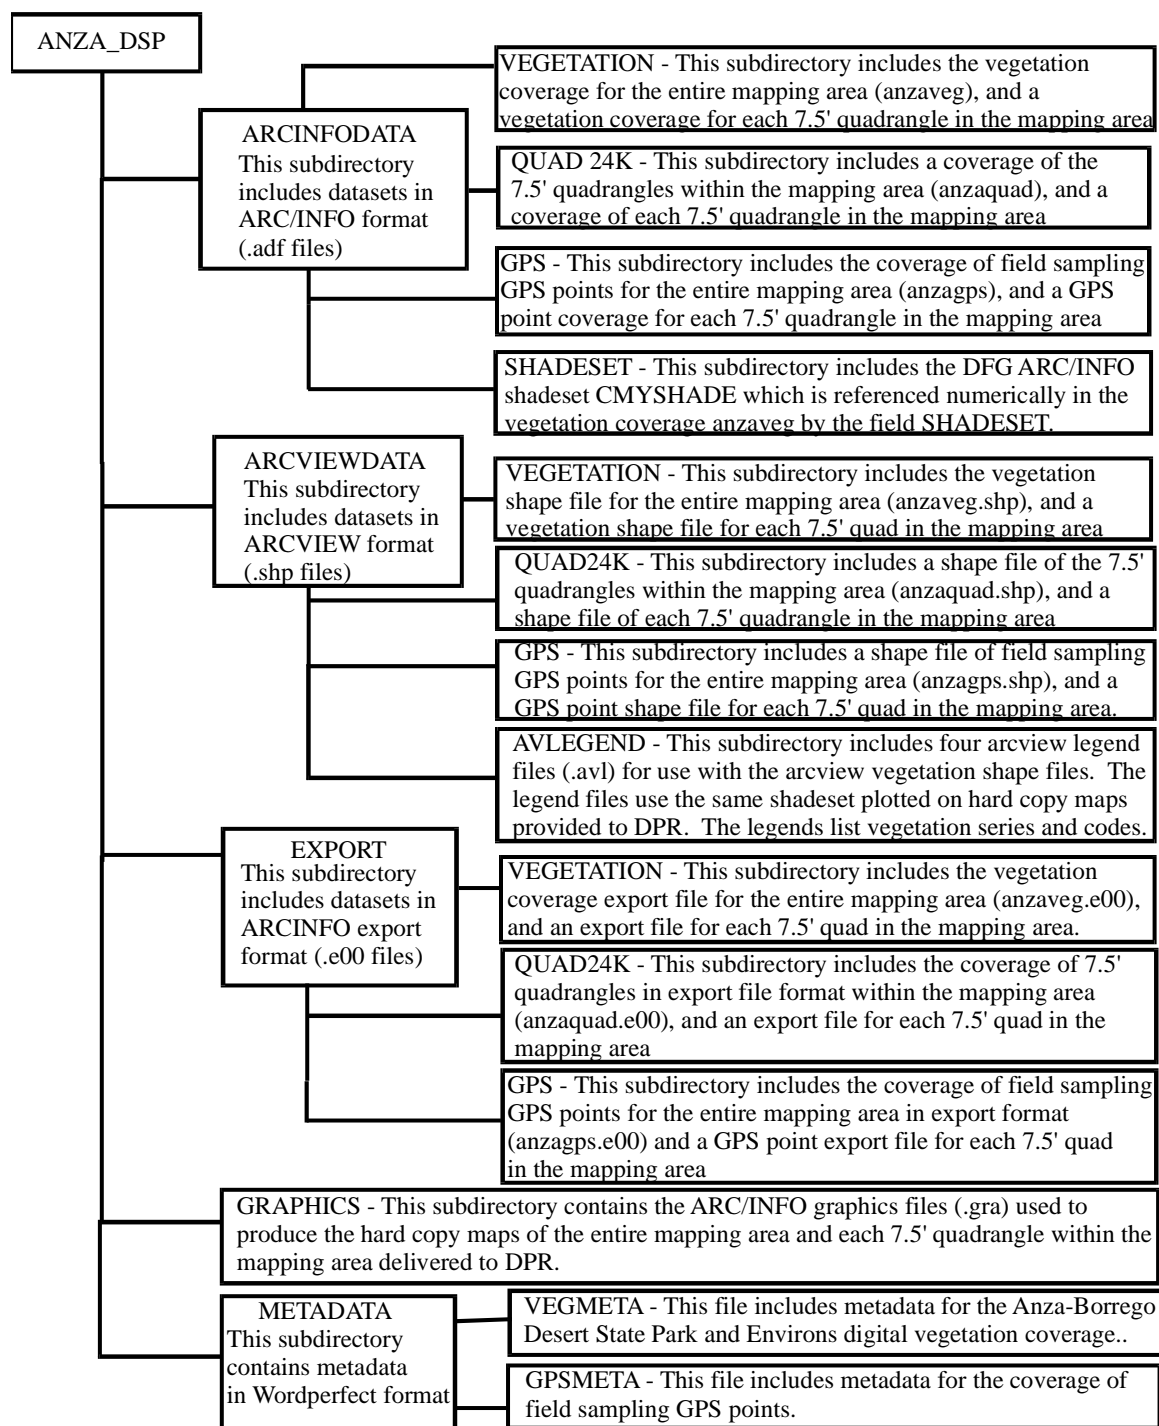 ANZA_DSP
ARCINFODATA
This subdirectory
includes datasets in
ARC/INFO format
(.adf files)
VEGETATION - This subdirectory includes the vegetation
coverage for the entire mapping area (anzaveg), and a
vegetation coverage for each 7.5' quadrangle in the mapping area
QUAD 24K - This subdirectory includes a coverage of the
7.5' quadrangles within the mapping area (anzaquad), and a
coverage of each 7.5' quadrangle in the mapping area
GPS - This subdirectory includes the coverage of field sampling
GPS points for the entire mapping area (anzagps), and a GPS
point coverage for each 7.5' quadrangle in the mapping area
SHADESET - This subdirectory includes the DFG ARC/INFO
shadeset CMYSHADE which is referenced numerically in the
vegetation coverage anzaveg by the field SHADESET.
ARCVIEWDATA
This subdirectory
includes datasets in
ARCVIEW format
(.shp files)
VEGETATION - This subdirectory includes the vegetation
shape file for the entire mapping area (anzaveg.shp), and a
vegetation shape file for each 7.5' quad in the mapping area
QUAD24K - This subdirectory includes a shape file of the 7.5'
quadrangles within the mapping area (anzaquad.shp), and a
shape file of each 7.5' quadrangle in the mapping area
GPS - This subdirectory includes a shape file of field sampling
GPS points for the entire mapping area (anzagps.shp), and a
GPS point shape file for each 7.5' quad in the mapping area.
AVLEGEND - This subdirectory includes four arcview legend
files (.avl) for use with the arcview vegetation shape files.  The
legend files use the same shadeset plotted on hard copy maps
provided to DPR.  The legends list vegetation series and codes.
EXPORT
This subdirectory
includes datasets in
ARCINFO export
format (.e00 files)
VEGETATION - This subdirectory includes the vegetation
coverage export file for the entire mapping area (anzaveg.e00),
and an export file for each 7.5' quad in the mapping area.
QUAD24K - This subdirectory includes the coverage of 7.5'
quadrangles in export file format within the mapping area
(anzaquad.e00), and an export file for each 7.5' quad in the
mapping area
GPS - This subdirectory includes the coverage of field sampling
GPS points for the entire mapping area in export format
(anzagps.e00) and a GPS point export file for each 7.5' quad
in the mapping area
GRAPHICS - This subdirectory contains the ARC/INFO graphics files (.gra) used to
produce the hard copy maps of the entire mapping area and each 7.5' quadrangle within the
mapping area delivered to DPR.
METADATA
This subdirectory
contains metadata
in Wordperfect format
VEGMETA - This file includes metadata for the Anza-Borrego
Desert State Park and Environs digital vegetation coverage..
GPSMETA - This file includes metadata for the coverage of
field sampling GPS points.